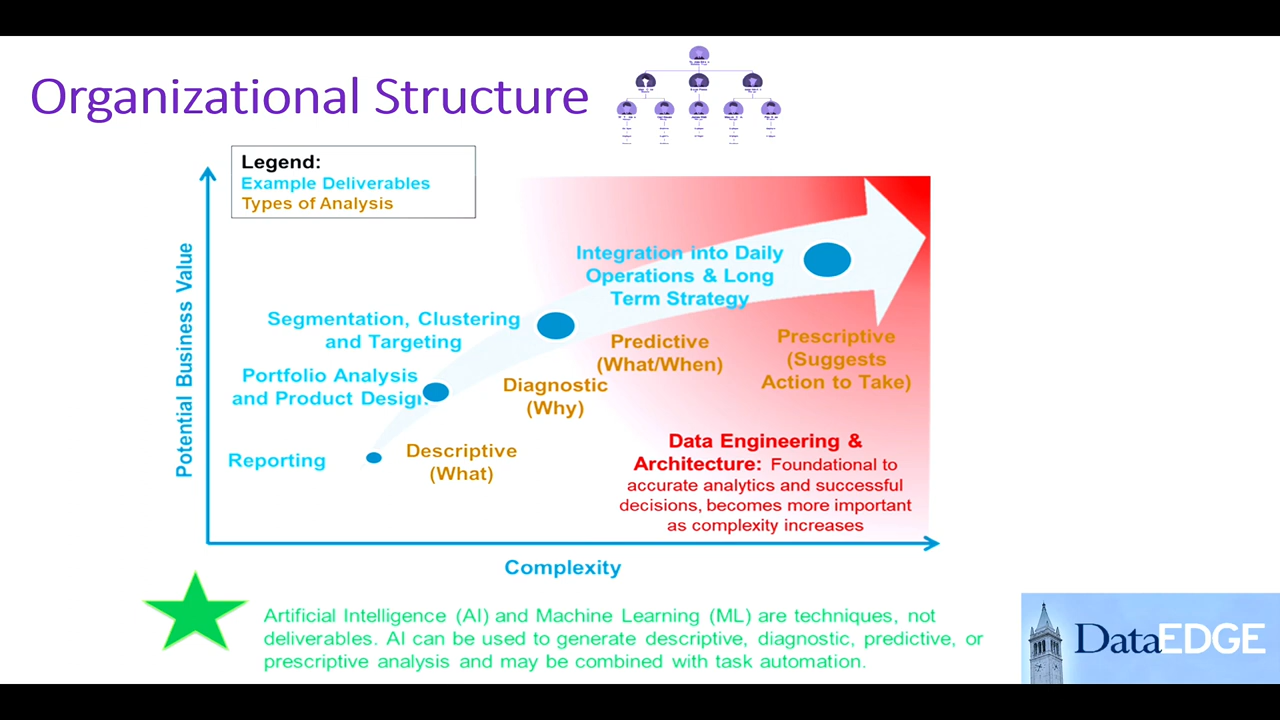 Organizational Structure
Legend:
Example Deliverables
Types of Analysis
Potential Business Value
Integration into Daily
Operations & Long
Term Strategy
Segmentation, Clustering
and Targeting
Portfolio Analysis
and Product Design
Reporting
Descriptive
(What)
Diagnostic
(Why)
Predictive
(What/When)
Prescriptive
(Suggests
Action to Take)
Data Engineering &
Architecture: Foundational to
accurate analytics and successful
decisions, becomes more important
as complexity increases
Complexity
Artificial Intelligence (AI) and Machine Learning (ML) are techniques, not
deliverables. AI can be used to generate descriptive, diagnostic, predictive, or
prescriptive analysis and may be combined with task automation.
DataEDGE